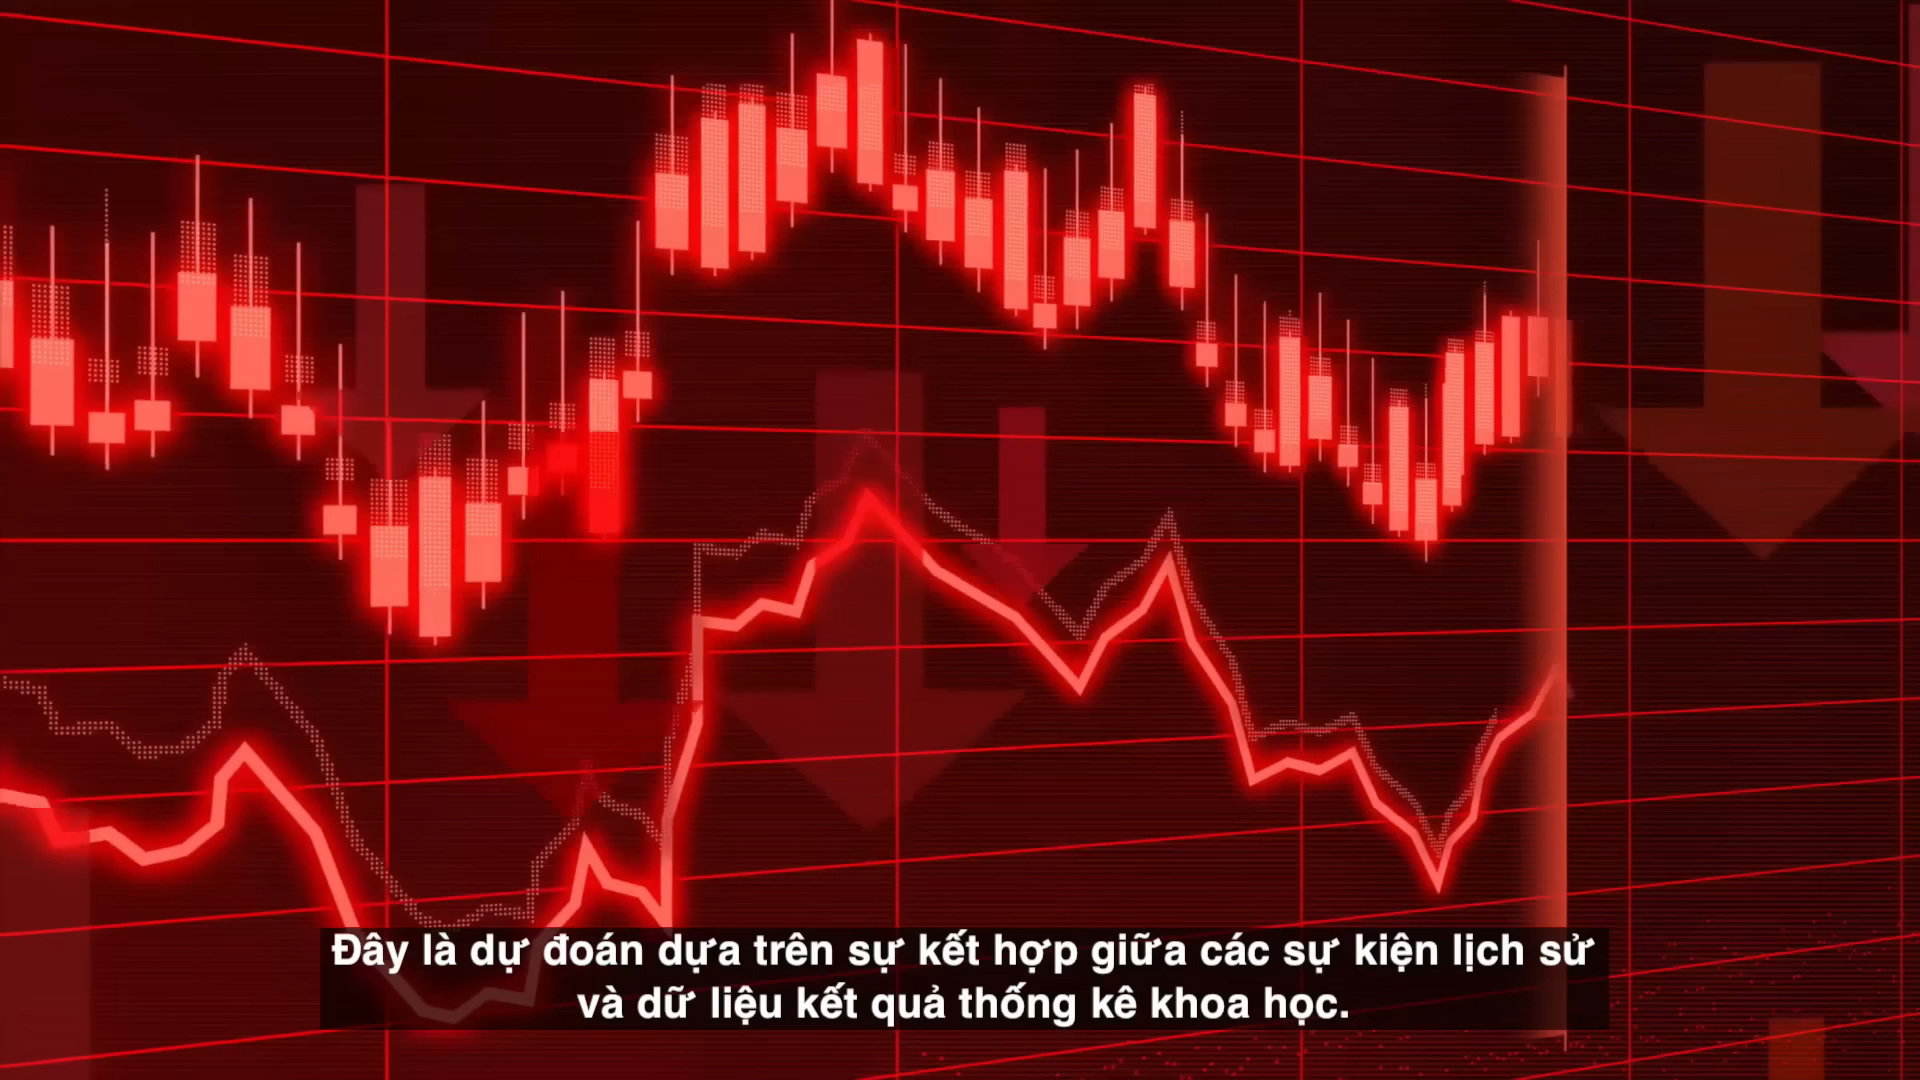 Đây là dự đoán dựa trên sự kết hợp giữa các sự kiện lịch sử
và dữ liệu kết quả thống kê khoa học.